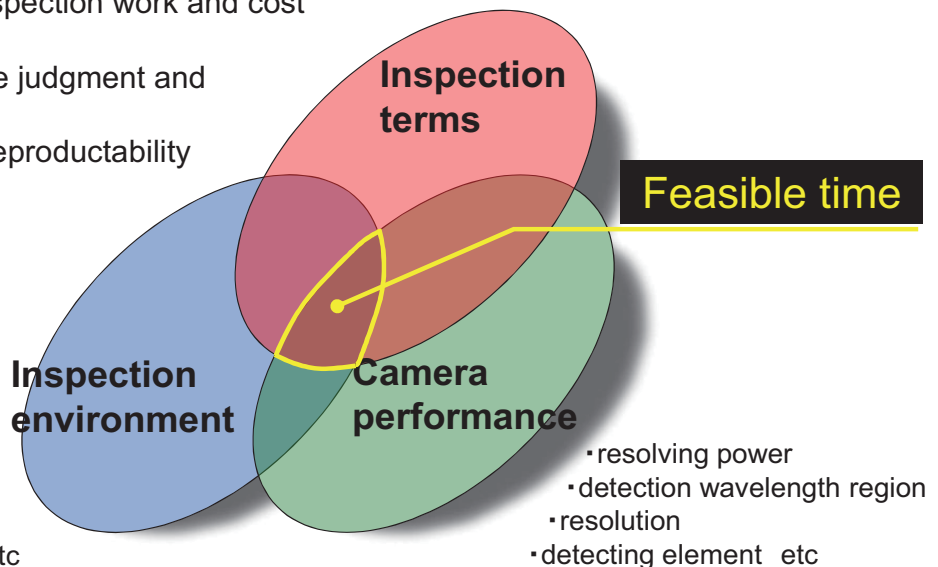 spection work and cost
e judgment and
eproductability
Inspection
terms
Feasible time
Inspection
environment
Camera
performance
・resolving power
・detection wavelength region
・resolution
・detecting element etc
tc